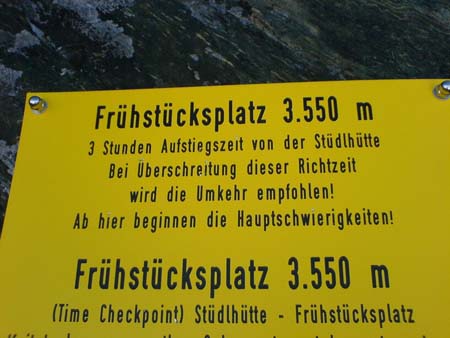 Frühstücksplatz 3.550 m
3 Stunden Aufstiegszeit von der Stüdlhütte
Bei Überschreitung dieser Richtzeit
wird die Umkehr empfohlen!
Ab hier beginnen die Hauptschwierigkeiten!
Frühstücksplatz 3.550 m
(Time Checkpoint) Stüdlhütte - Frühstücksplatz